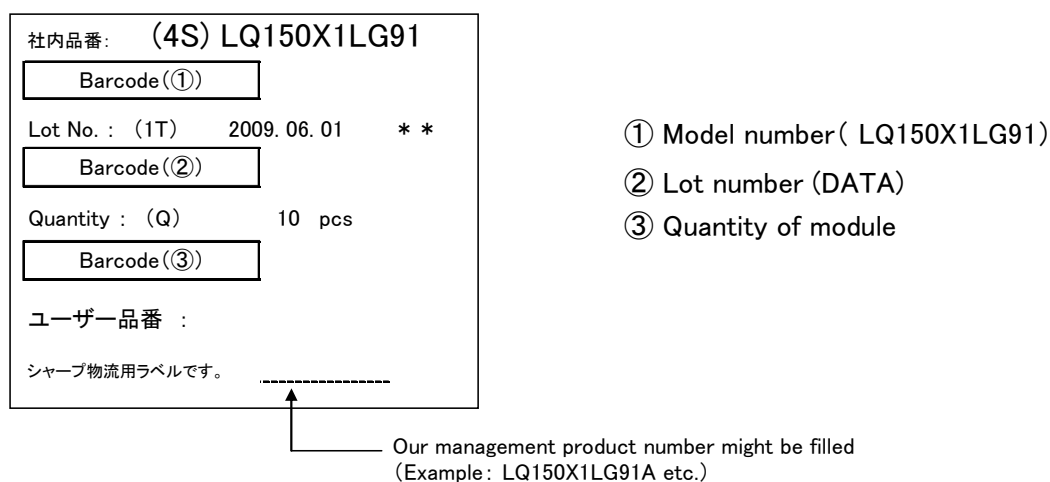 社内品番: (4S) LQ150X1LG91
Barcode(①)
Lot No. : (1T) 2009. 06. 01 * *
Barcode(②)
Quantity : (Q) 10 pcs
Barcode(③)
ユーザー品番 :
シャープ物流用ラベルです。
① Model number( LQ150X1LG91)
② Lot number (DATA)
③ Quantity of module
Our management product number might be filled
(Example: LQ150X1LG91A etc.)